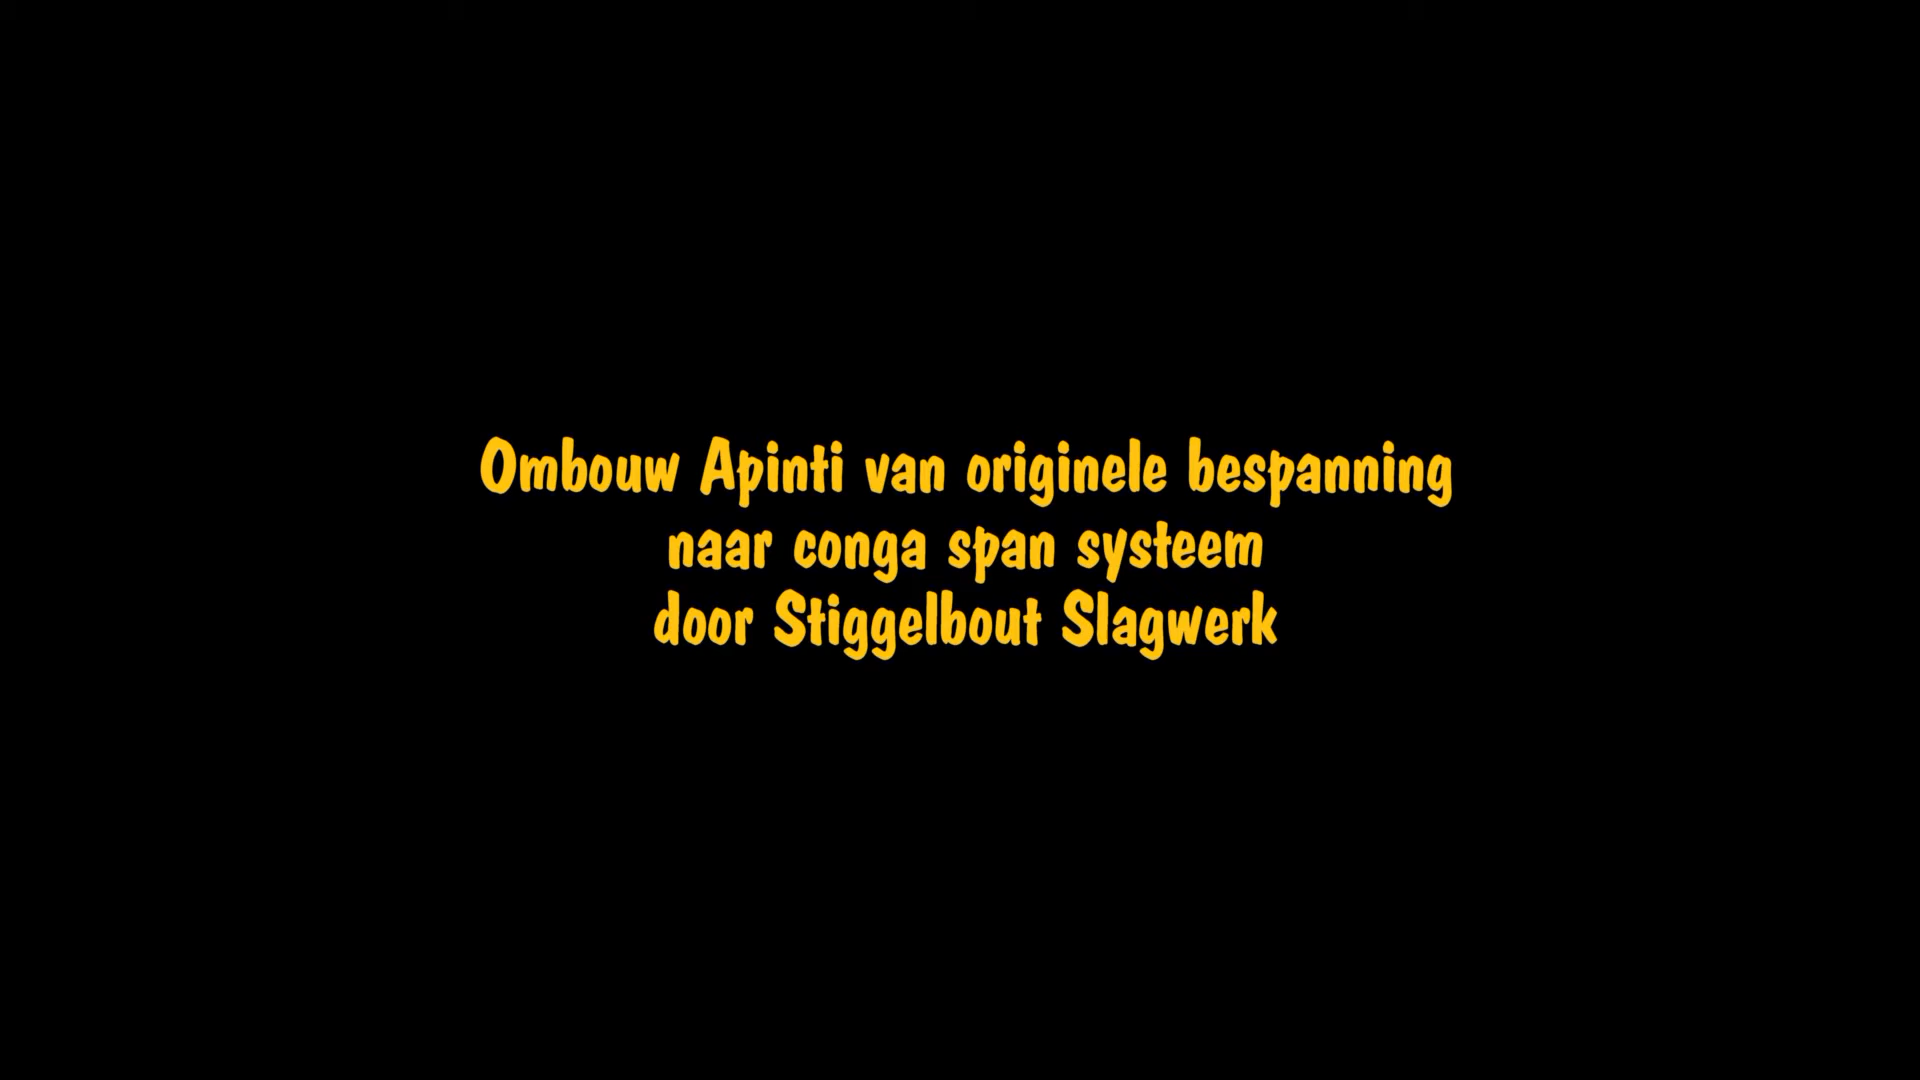 Ombouw Apinti van originele bespanning
naar conga span systeem
door Stiggelbout Slagwerk